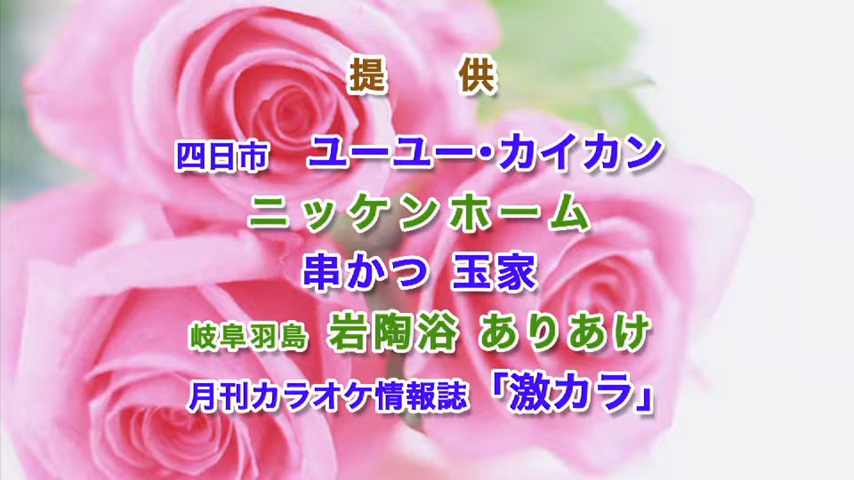 提　供
四日市　ユーユー・カイカン
ニッケンホーム
串かつ 玉家
岐阜羽島 岩陶浴 ありあけ
月刊カラオケ情報誌「激カラ」